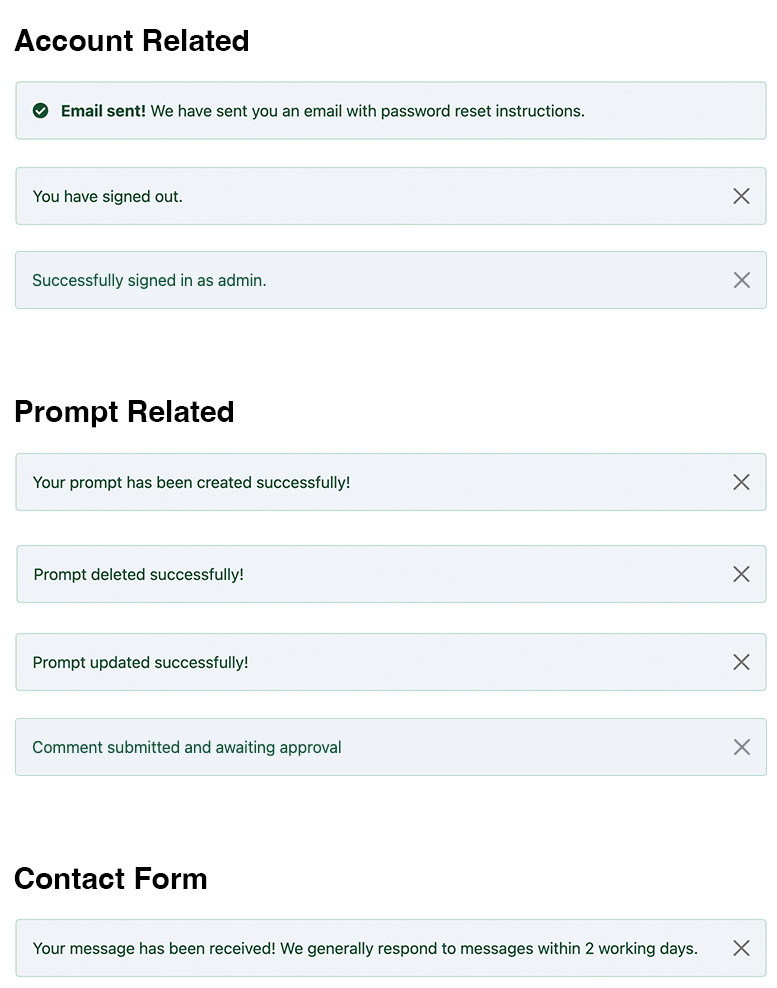 Account Related
Email sent! We have sent you an email with password reset instructions.
You have signed out.
Successfully signed in as admin.
Prompt Related
Your prompt has been created successfully!
Prompt deleted successfully!
Prompt updated successfully!
Comment submitted and awaiting approval
Contact Form
Your message has been received! We generally respond to messages within 2 working days.